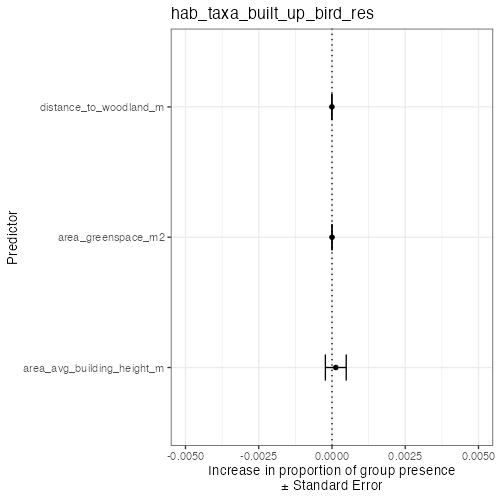 hab_taxa_built_up_bird_res
Predictor
distance_to_woodland_m
area_greenspace_m2
area_avg_building_height_m
-0.0050 -0.0025 0.0000 0.0025 0.0050
Increase in proportion of group presence
± Standard Error